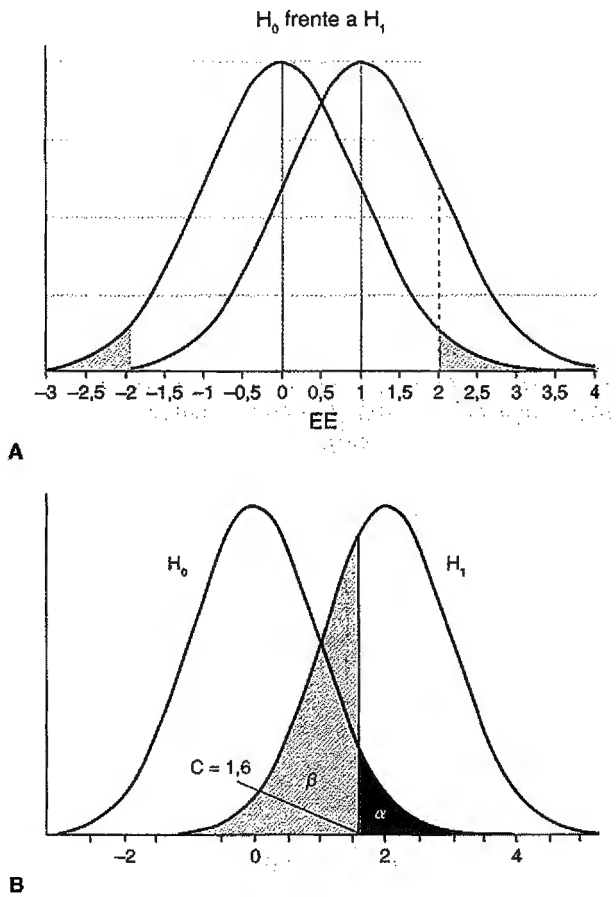 H₀ frente a H₁
−3 −2,5 −2 −1,5 −1 −0,5 0 0,5 1 1,5 2 2,5 3 3,5 4
EE
A
H₀ H₁
C = 1,6
β
α
−2 0 2 4
B